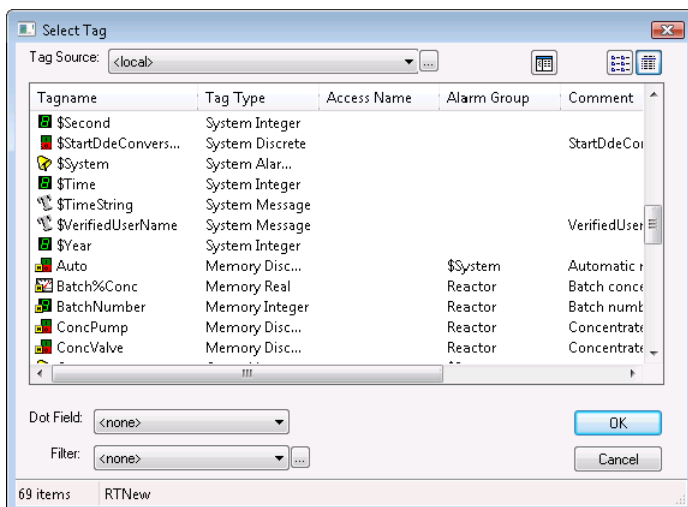 Select Tag
Tag Source: <local> ...
Tagname Tag Type Access Name Alarm Group Comment
$Second System Integer
$StartDdeConvers... System Discrete StartDdeCo
$System System Alar...
$Time System Integer
$TimeString System Message
$VerifiedUserName System Message VerifiedUser
$Year System Integer
Auto Memory Disc... $System Automatic r
Batch%Conc Memory Real Reactor Batch conce
BatchNumber Memory Integer Reactor Batch numb
ConcPump Memory Disc... Reactor Concentrate
ConcValve Memory Disc... Reactor Concentrate
Dot Field: <none> OK
Filter: <none> ... Cancel
69 items RTNew